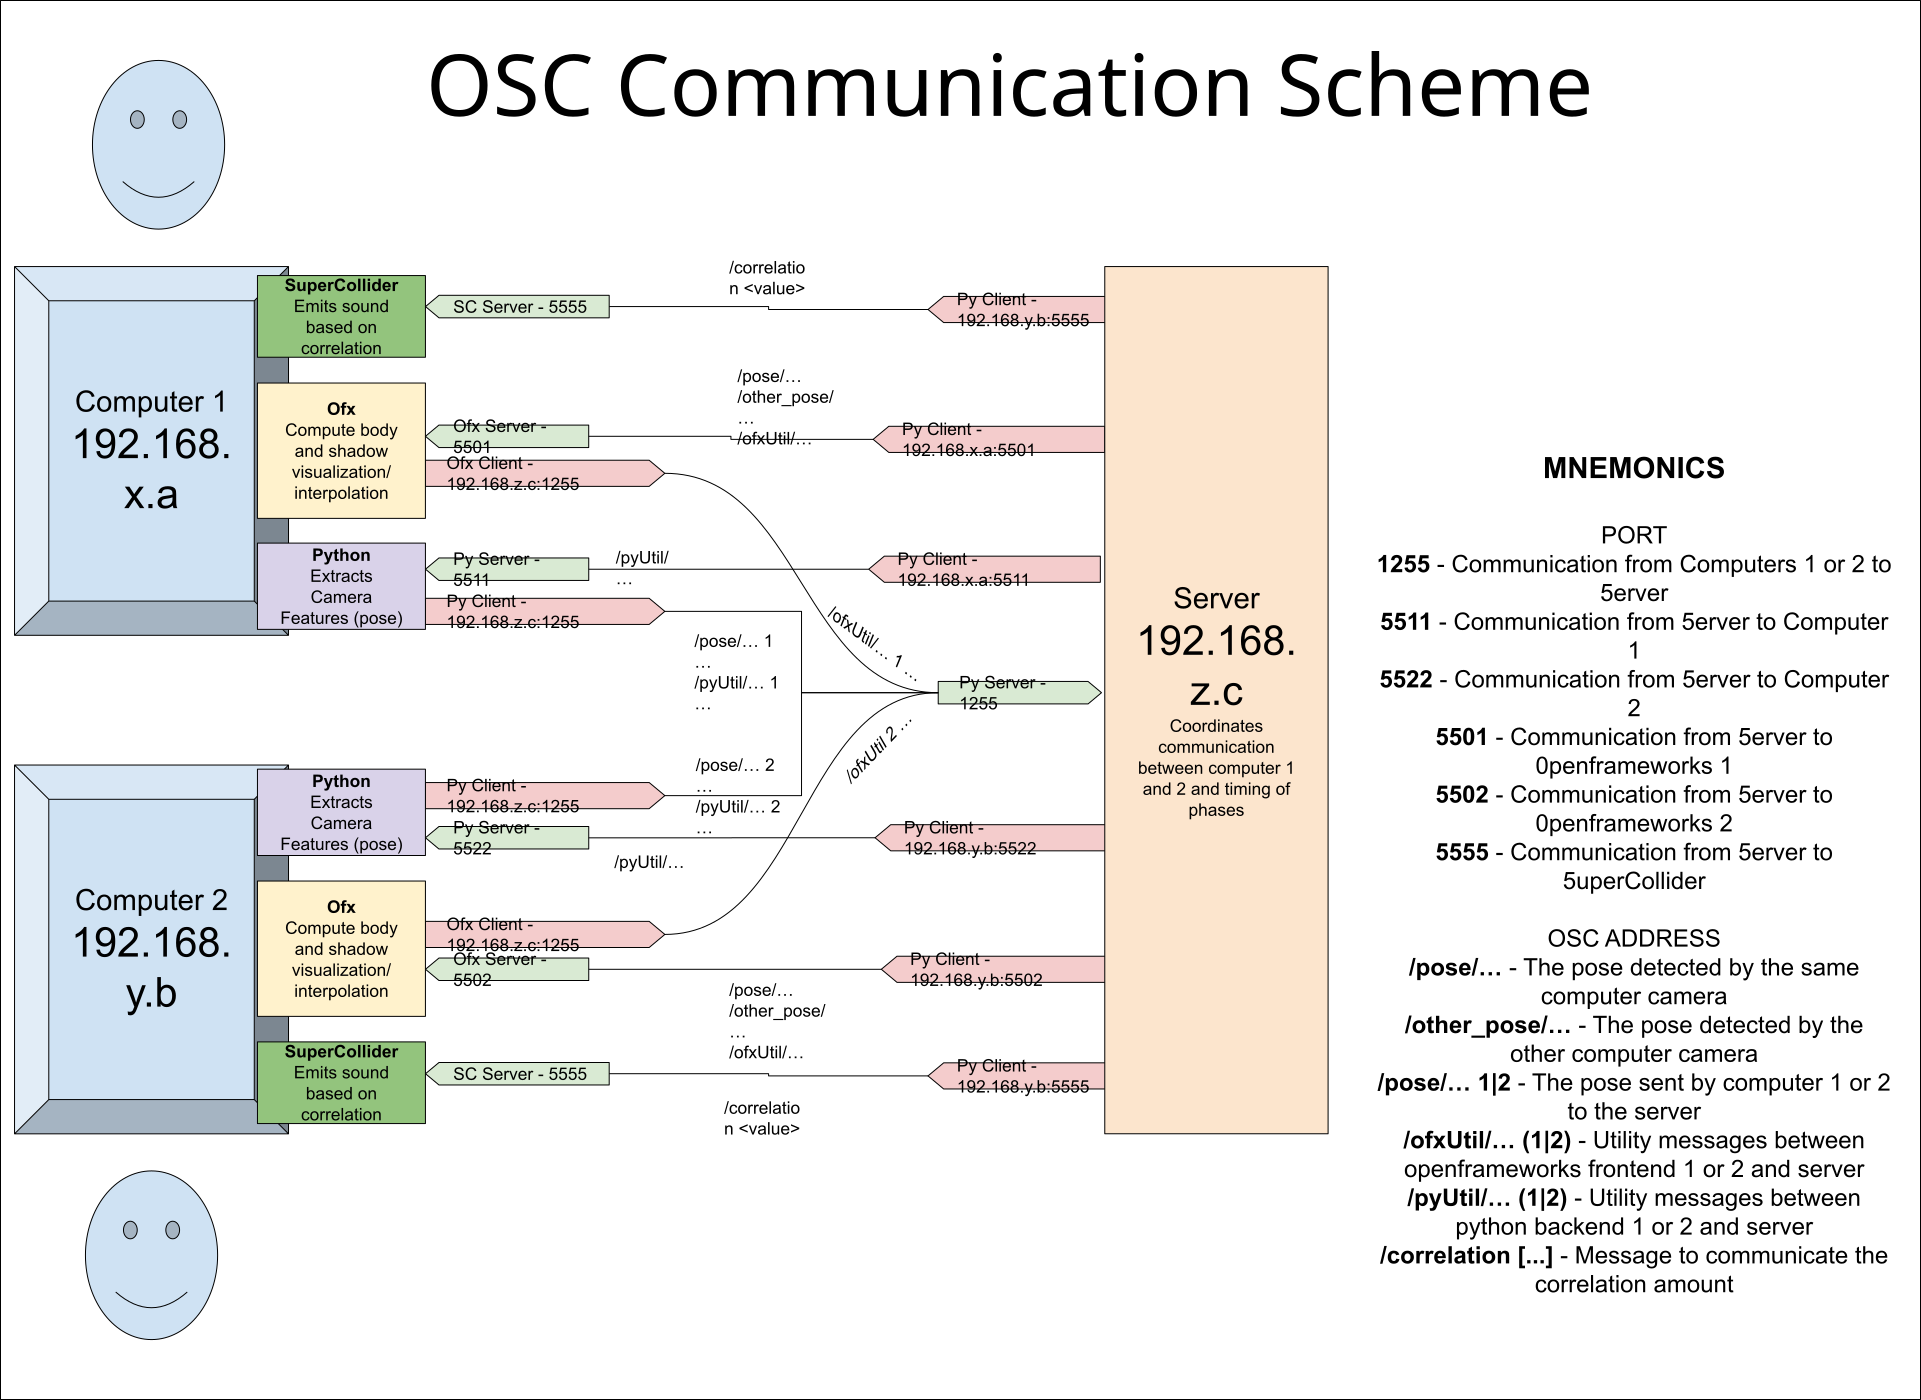 OSC Communication Scheme
SuperCollider
Emits sound
based on
correlation
SC Server - 5555
/correlatio
n <value>
Py Client -
192.168.y.b:5555
Computer 1
192.168.
x.a
Ofx
Compute body
and shadow
visualization/
interpolation
Ofx Server -
5501
/pose/…
/other_pose/
…
/ofxUtil/…
Py Client -
192.168.x.a:5501
Ofx Client -
192.168.z.c:1255
Python
Extracts
Camera
Features (pose)
Py Server -
5511
/pyUtil/
…
Py Client -
192.168.x.a:5511
Py Client -
192.168.z.c:1255
/ofxUtil/… 1 …
/pose/… 1
…
/pyUtil/… 1
…
Py Server -
1255
/ofxUtil 2 …
Server
192.168.
z.c
Coordinates
communication
between computer 1
and 2 and timing of
phases
Computer 2
192.168.
y.b
Python
Extracts
Camera
Features (pose)
Py Client -
192.168.z.c:1255
/pose/… 2
…
/pyUtil/… 2
…
Py Server -
5522
/pyUtil/…
Py Client -
192.168.y.b:5522
Ofx
Compute body
and shadow
visualization/
interpolation
Ofx Client -
192.168.z.c:1255
Ofx Server -
5502
Py Client -
192.168.y.b:5502
/pose/…
/other_pose/
…
/ofxUtil/…
SuperCollider
Emits sound
based on
correlation
SC Server - 5555
Py Client -
192.168.y.b:5555
/correlatio
n <value>
MNEMONICS
PORT
1255 - Communication from Computers 1 or 2 to
5erver
5511 - Communication from 5erver to Computer
1
5522 - Communication from 5erver to Computer
2
5501 - Communication from 5erver to
0penframeworks 1
5502 - Communication from 5erver to
0penframeworks 2
5555 - Communication from 5erver to
5uperCollider
OSC ADDRESS
/pose/… - The pose detected by the same
computer camera
/other_pose/… - The pose detected by the
other computer camera
/pose/… 1|2 - The pose sent by computer 1 or 2
to the server
/ofxUtil/… (1|2) - Utility messages between
openframeworks frontend 1 or 2 and server
/pyUtil/… (1|2) - Utility messages between
python backend 1 or 2 and server
/correlation [...] - Message to communicate the
correlation amount